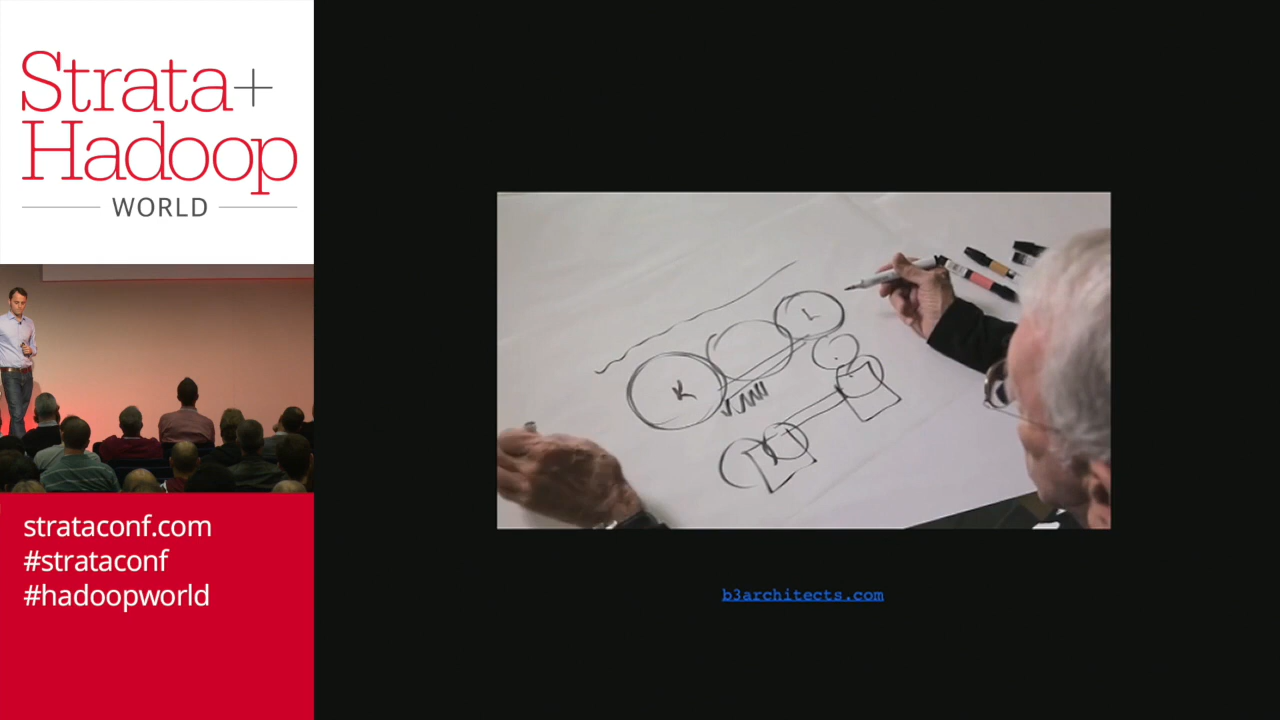 Strata+
Hadoop
WORLD
strataconf.com
#strataconf
#hadoopworld
K
L
b3architects.com